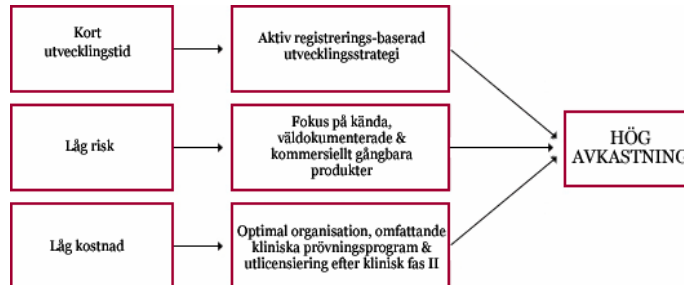 Kort
utvecklingstid
Aktiv registrerings-baserad
utvecklingsstrategi
Låg risk
Fokus på kända,
väldokumenterade &
kommersiellt gångbara
produkter
HÖG
AVKASTNING
Låg kostnad
Optimal organisation, omfattande
kliniska prövningsprogram &
utlicensiering efter klinisk fas II